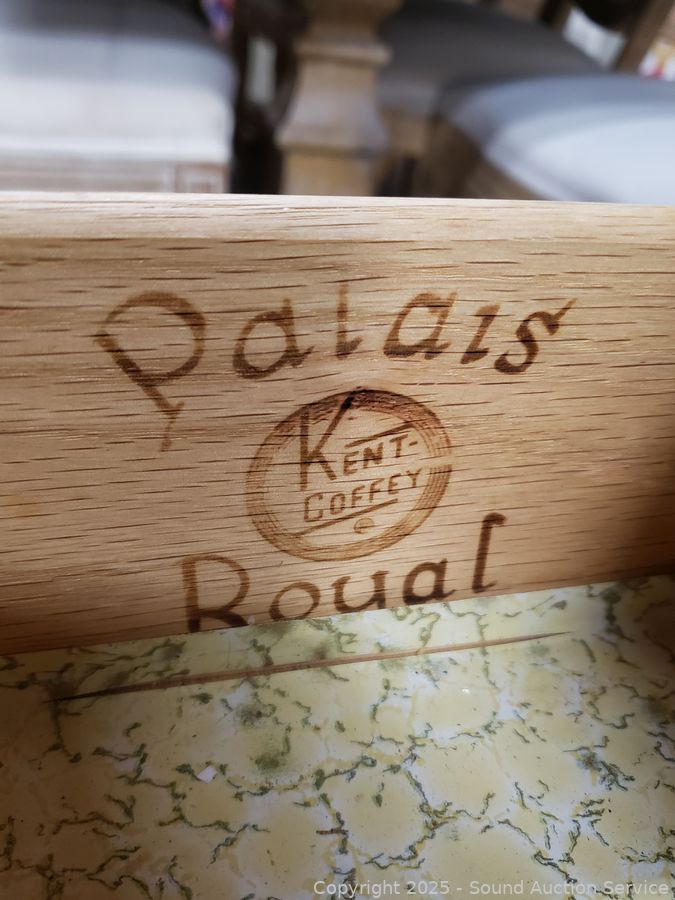 Palais
KENT-
COFFEY
Royal
Copyright 2025 - Sound Auction Service